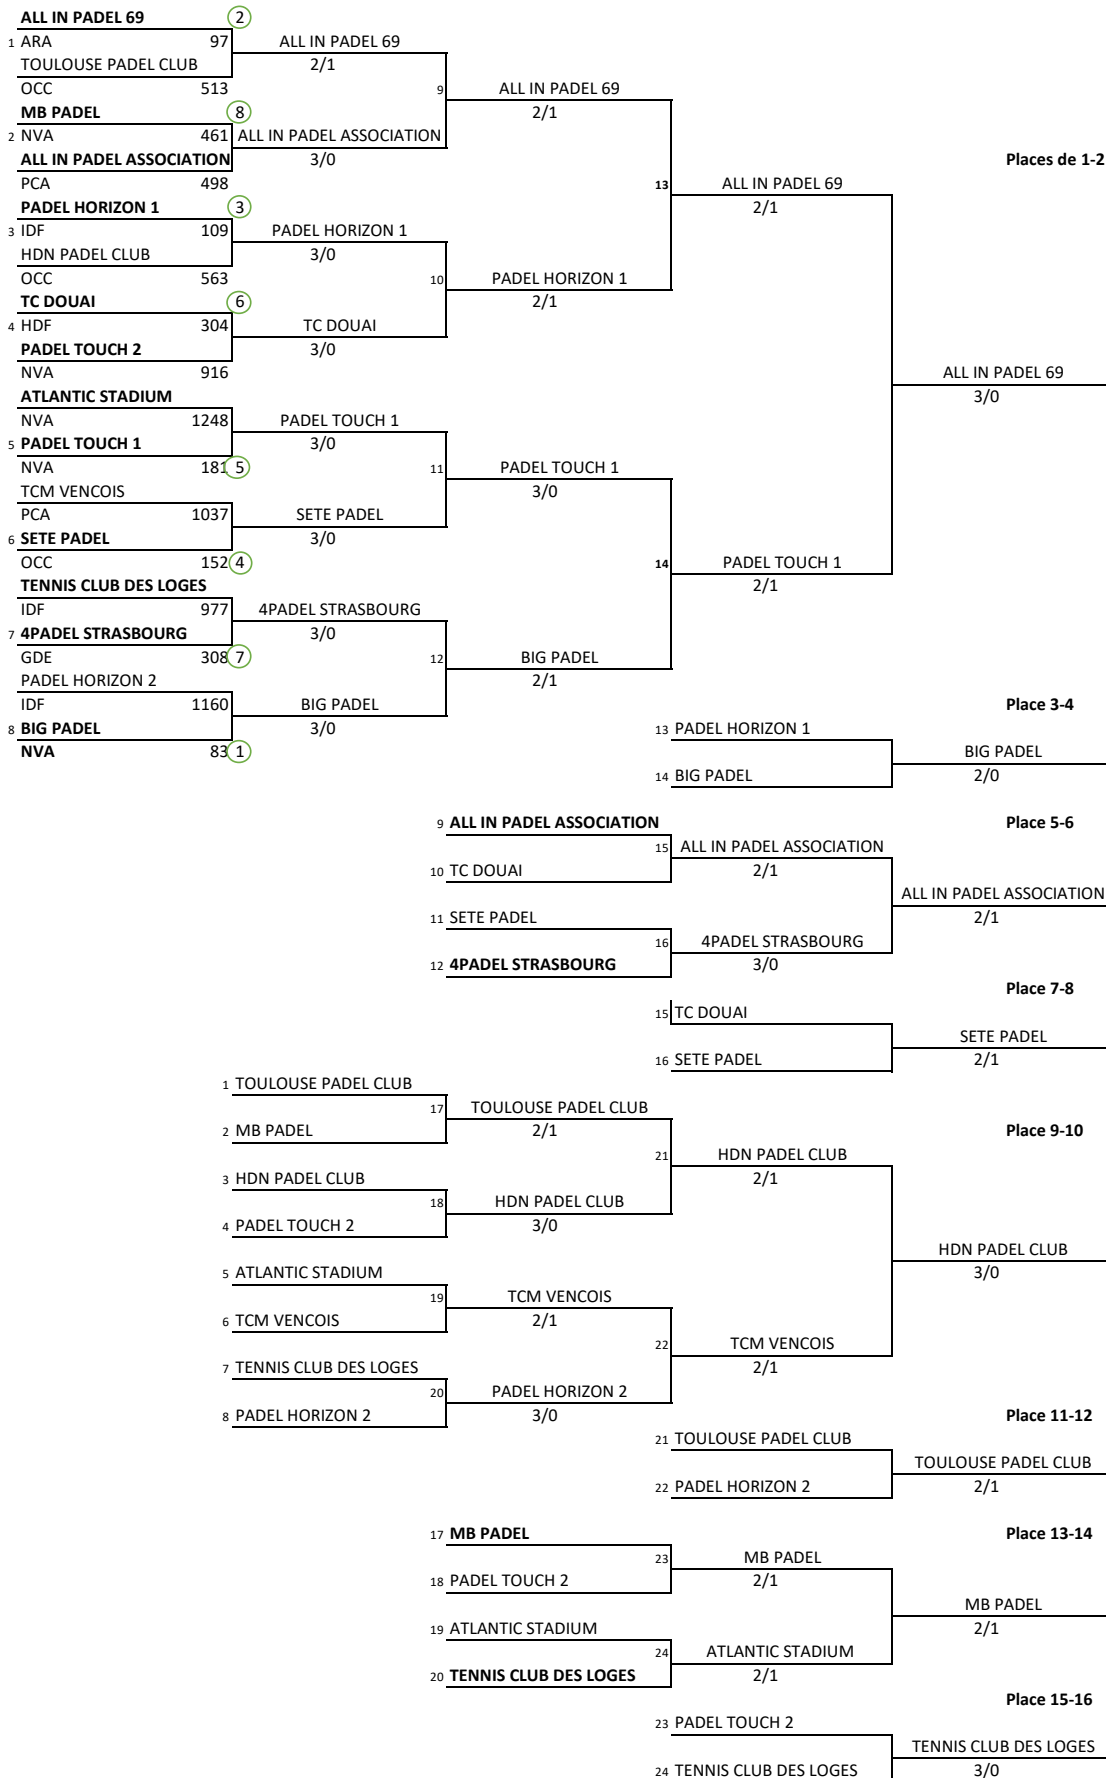 ALL IN PADEL 69 2
1 ARA 97 ALL IN PADEL 69
TOULOUSE PADEL CLUB 2/1
OCC 513 9 ALL IN PADEL 69
MB PADEL 8 2/1
2 NVA 461 ALL IN PADEL ASSOCIATION
ALL IN PADEL ASSOCIATION 3/0 Places de 1-2
PCA 498 13 ALL IN PADEL 69
PADEL HORIZON 1 3 2/1
3 IDF 109 PADEL HORIZON 1
HDN PADEL CLUB 3/0
OCC 563 10 PADEL HORIZON 1
TC DOUAI 6 2/1
4 HDF 304 TC DOUAI
PADEL TOUCH 2 3/0
NVA 916 ALL IN PADEL 69
ATLANTIC STADIUM 3/0
NVA 1248 PADEL TOUCH 1
5 PADEL TOUCH 1 3/0
NVA 181 5 11 PADEL TOUCH 1
TCM VENCOIS 3/0
PCA 1037 SETE PADEL
6 SETE PADEL 3/0
OCC 152 4 14 PADEL TOUCH 1
TENNIS CLUB DES LOGES 2/1
IDF 977 4PADEL STRASBOURG
7 4PADEL STRASBOURG 3/0
GDE 308 7 12 BIG PADEL
PADEL HORIZON 2 2/1
IDF 1160 BIG PADEL Place 3-4
8 BIG PADEL 3/0 13 PADEL HORIZON 1
NVA 83 1 BIG PADEL
14 BIG PADEL 2/0
9 ALL IN PADEL ASSOCIATION Place 5-6
15 ALL IN PADEL ASSOCIATION
10 TC DOUAI 2/1
ALL IN PADEL ASSOCIATION
11 SETE PADEL 2/1
16 4PADEL STRASBOURG
12 4PADEL STRASBOURG 3/0
Place 7-8
15 TC DOUAI
SETE PADEL
16 SETE PADEL 2/1
1 TOULOUSE PADEL CLUB
17 TOULOUSE PADEL CLUB
2 MB PADEL 2/1 Place 9-10
21 HDN PADEL CLUB
3 HDN PADEL CLUB 2/1
18 HDN PADEL CLUB
4 PADEL TOUCH 2 3/0
HDN PADEL CLUB
5 ATLANTIC STADIUM 3/0
19 TCM VENCOIS
6 TCM VENCOIS 2/1
22 TCM VENCOIS
7 TENNIS CLUB DES LOGES 2/1
20 PADEL HORIZON 2
8 PADEL HORIZON 2 3/0 Place 11-12
21 TOULOUSE PADEL CLUB
TOULOUSE PADEL CLUB
22 PADEL HORIZON 2 2/1
17 MB PADEL Place 13-14
23 MB PADEL
18 PADEL TOUCH 2 2/1
MB PADEL
19 ATLANTIC STADIUM 2/1
24 ATLANTIC STADIUM
20 TENNIS CLUB DES LOGES 2/1
Place 15-16
23 PADEL TOUCH 2
TENNIS CLUB DES LOGES
24 TENNIS CLUB DES LOGES 3/0